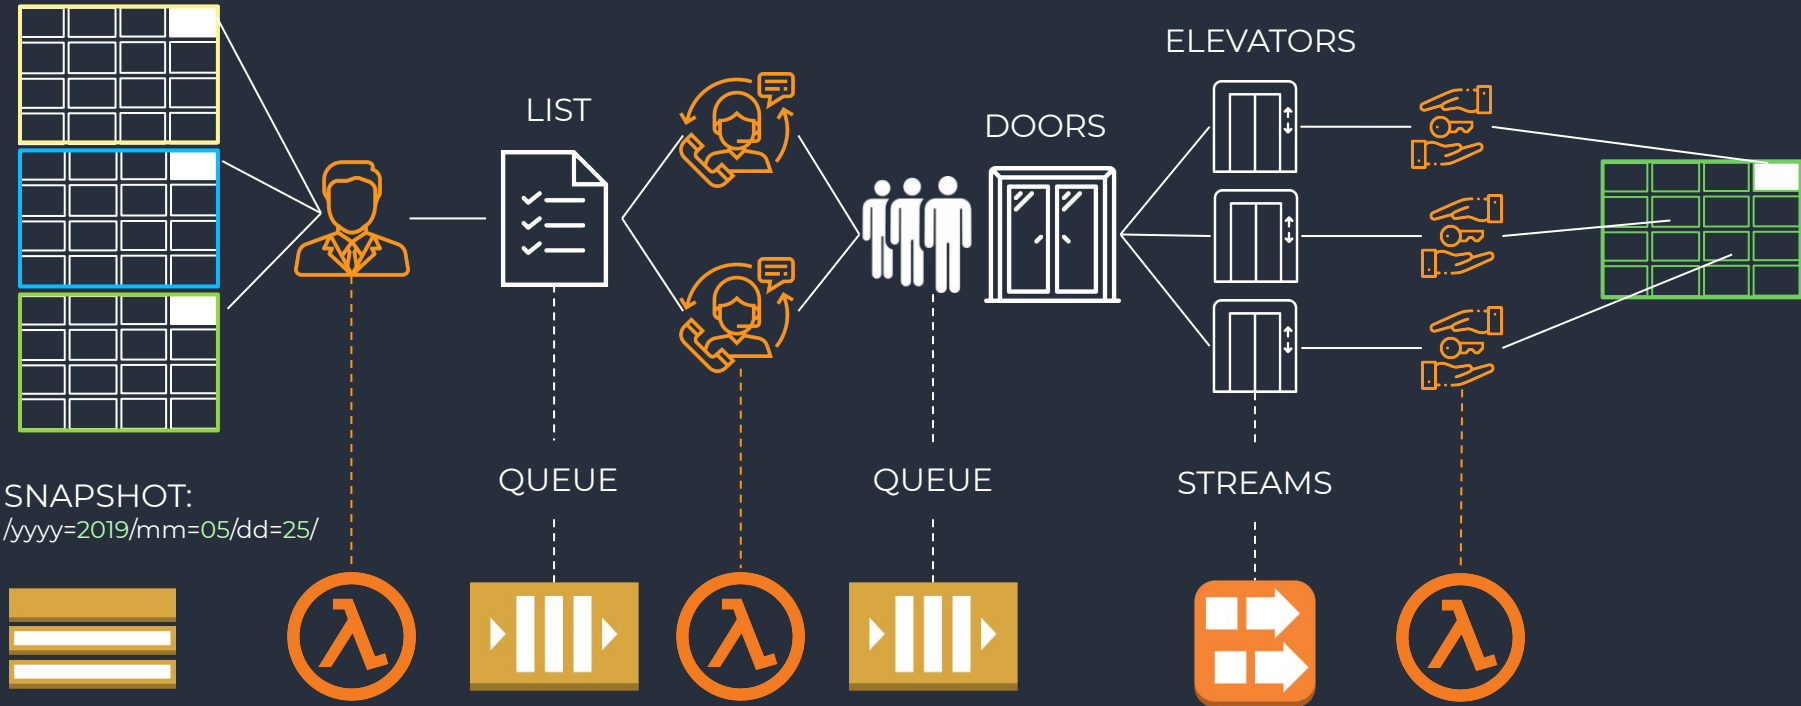 ELEVATORS
LIST
DOORS
QUEUE
QUEUE
STREAMS
SNAPSHOT:
/yyyy=2019/mm=05/dd=25/